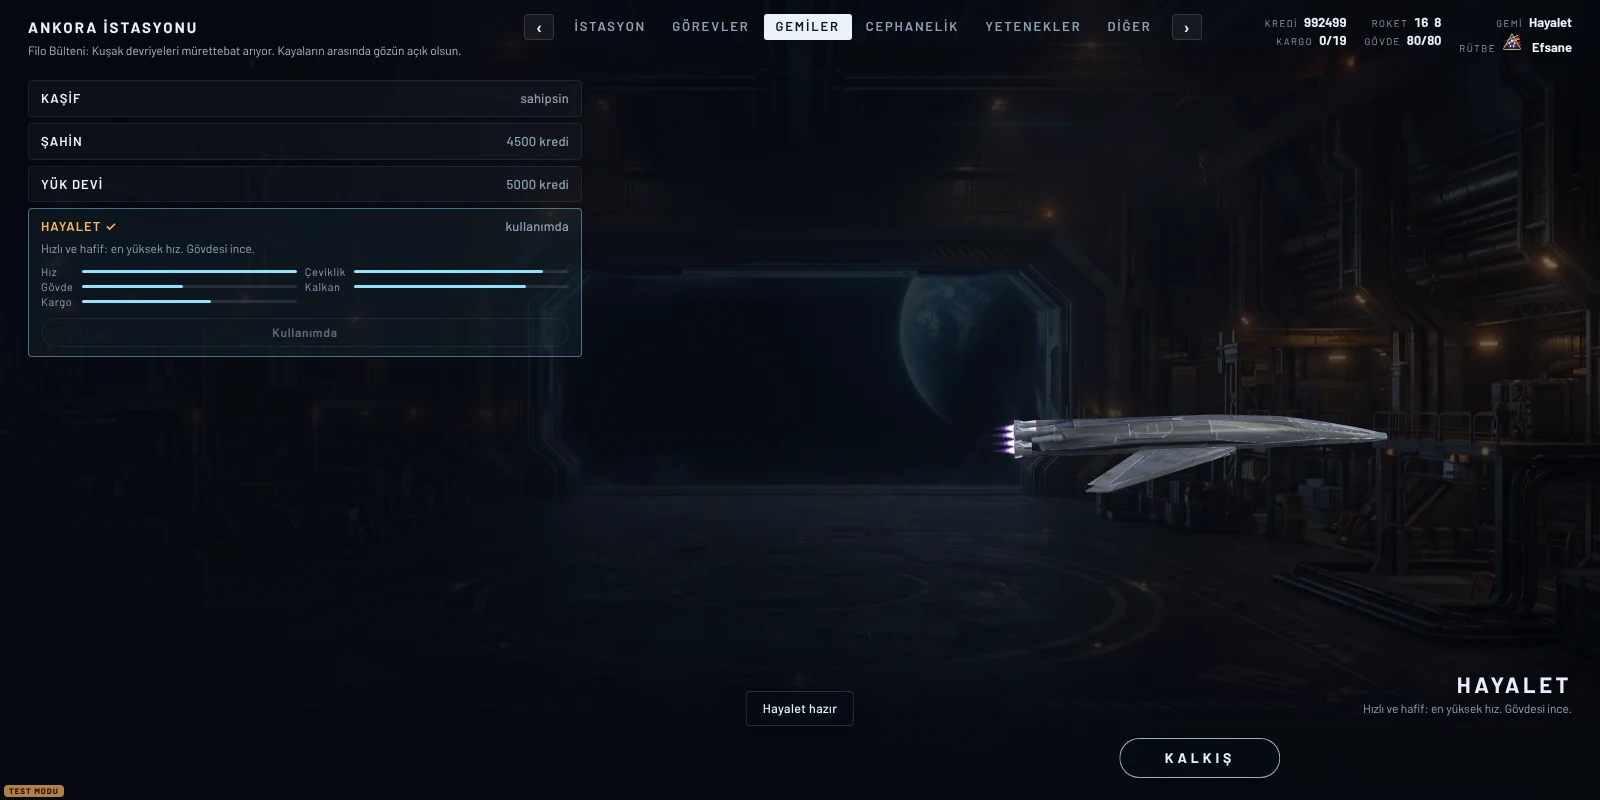 ANKORA İSTASYONU
Filo Bülteni: Kuşak devriyeleri mürettebat arıyor. Kayaların arasında gözün açık olsun.
‹ İSTASYON GÖREVLER GEMİLER CEPHANELİK YETENEKLER DİĞER ›
KREDİ 992499 ROKET 16 8 GEMİ Hayalet
KARGO 0/19 GÖVDE 80/80 RÜTBE Efsane
KAŞİF sahipsin
ŞAHİN 4500 kredi
YÜK DEVİ 5000 kredi
HAYALET ✓ kullanımda
Hızlı ve hafif: en yüksek hız. Gövdesi ince.
Hız Çeviklik
Gövde Kalkan
Kargo
Kullanımda
HAYALET
Hızlı ve hafif: en yüksek hız. Gövdesi ince.
Hayalet hazır
KALKIŞ
TEST MODU